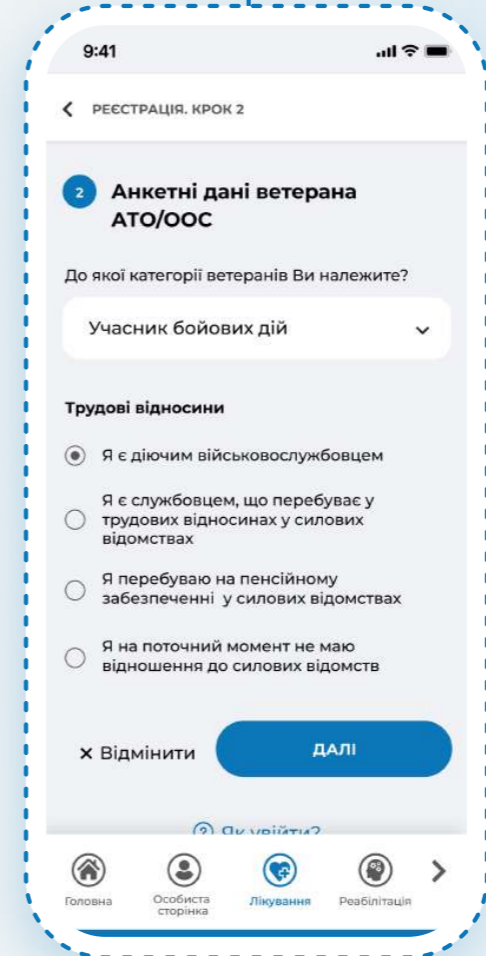 9:41
РЕЄСТРАЦІЯ. КРОК 2
2 Анкетні дані ветерана
АТО/ООС
До якої категорії ветеранів Ви належите?
Учасник бойових дій
Трудові відносини
Я є діючим військовослужбовцем
Я є службовцем, що перебуває у
трудових відносинах у силових
відомствах
Я перебуваю на пенсійному
забезпеченні у силових відомствах
Я на поточний момент не маю
відношення до силових відомств
× Відмінити
ДАЛІ
? Як увійти?
Головна
Особиста
сторінка
Лікування
Реабілітація